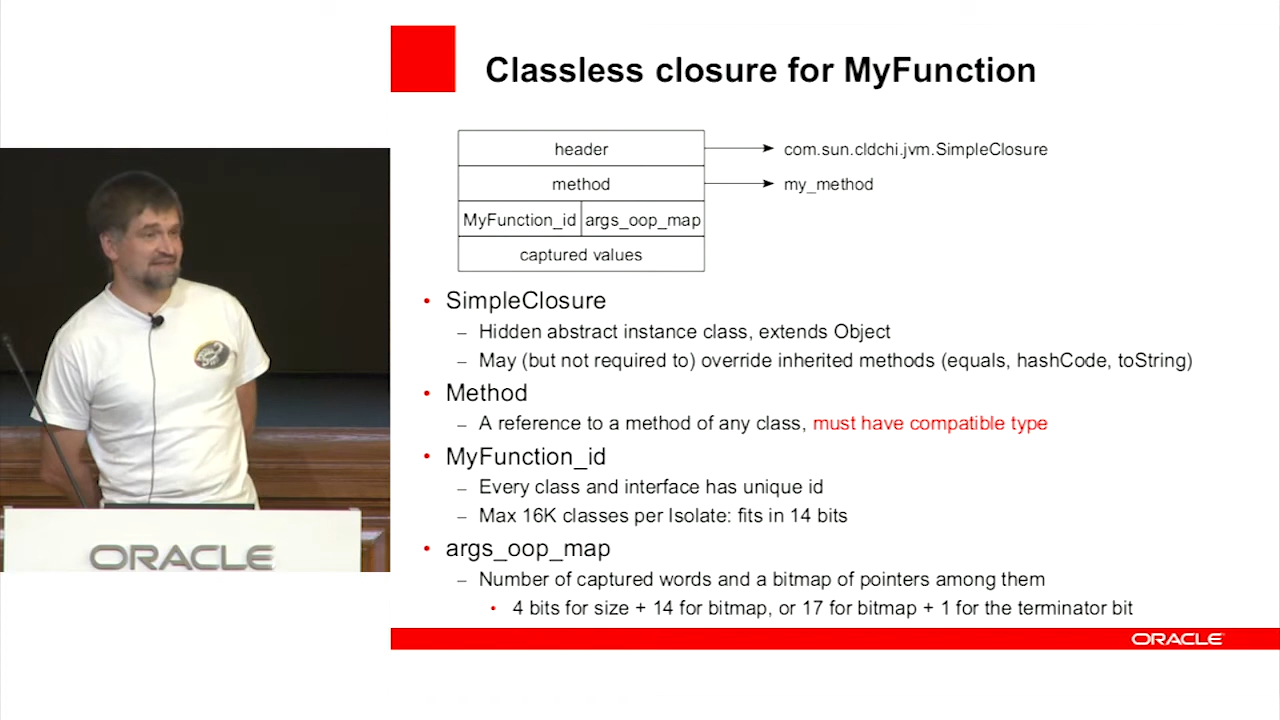 Classless closure for MyFunction
header
com.sun.cldchi.jvm.SimpleClosure
method
my_method
MyFunction_id
args_oop_map
captured values
• SimpleClosure
– Hidden abstract instance class, extends Object
– May (but not required to) override inherited methods (equals, hashCode, toString)
• Method
– A reference to a method of any class, must have compatible type
• MyFunction_id
– Every class and interface has unique id
– Max 16K classes per Isolate: fits in 14 bits
• args_oop_map
– Number of captured words and a bitmap of pointers among them
• 4 bits for size + 14 for bitmap, or 17 for bitmap + 1 for the terminator bit
ORACLE
ORACLE